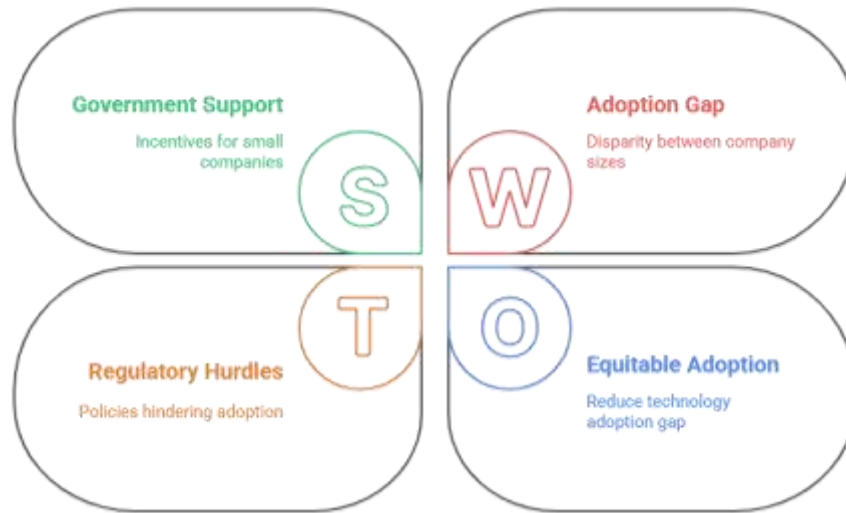 Government Support
Incentives for small
companies
S
Adoption Gap
Disparity between company
sizes
W
Regulatory Hurdles
Policies hindering adoption
T
Equitable Adoption
Reduce technology
adoption gap
O